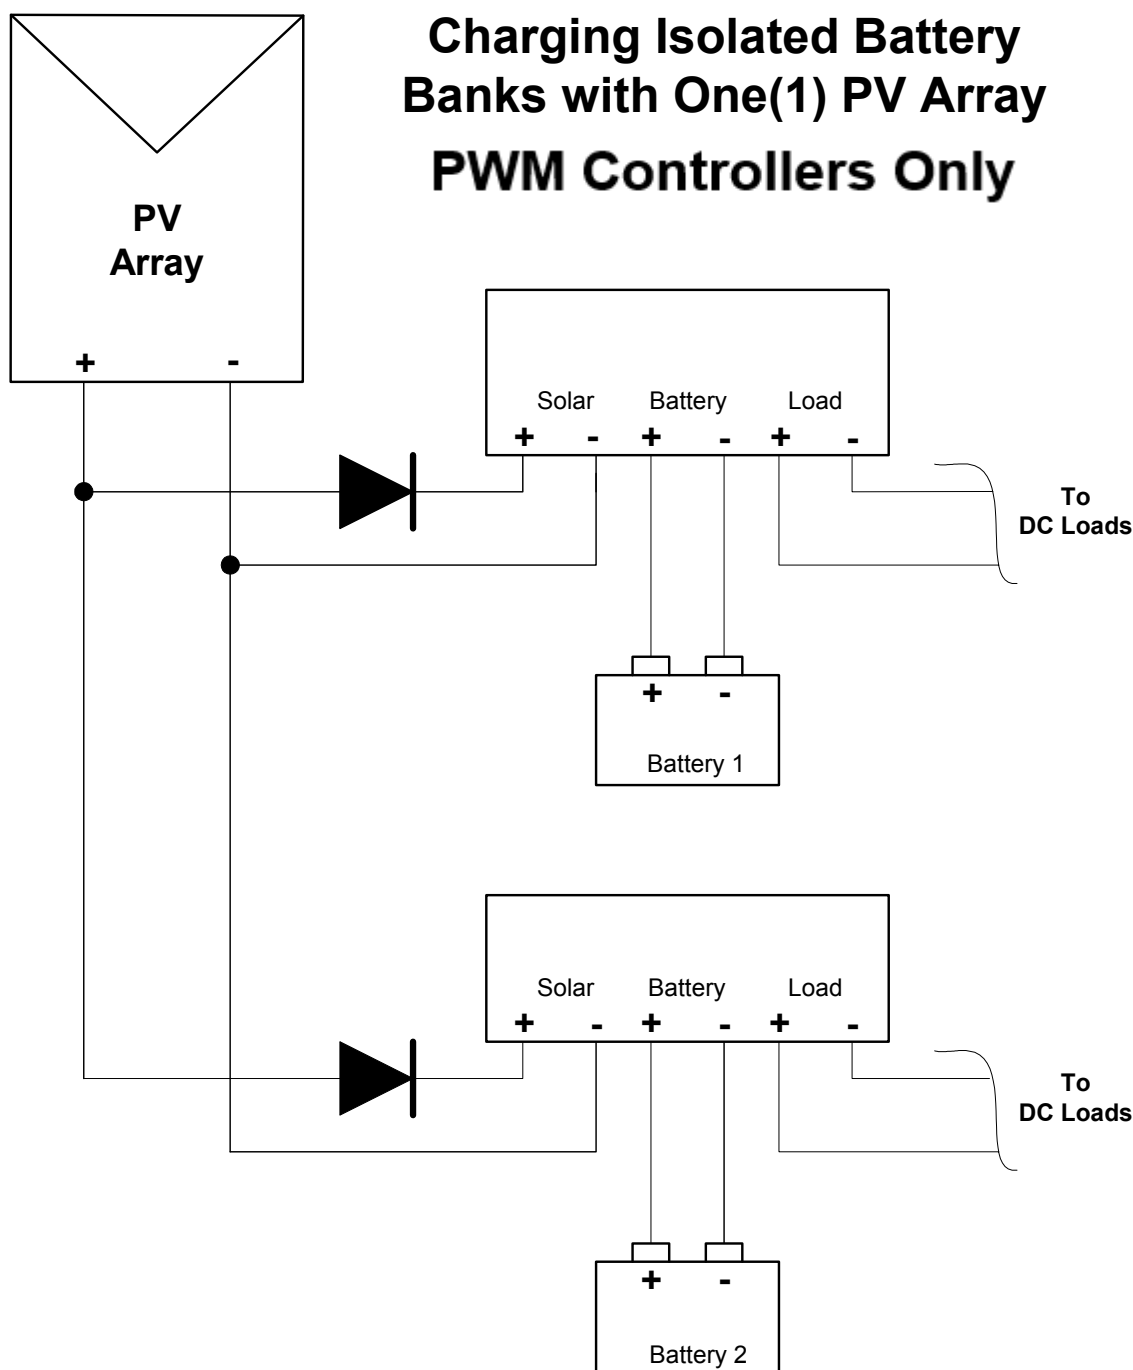 Charging Isolated Battery
Banks with One(1) PV Array
PWM Controllers Only
PV
Array
+ -
Solar Battery Load
+ - + - + -
To
DC Loads
+ -
Battery 1
Solar Battery Load
+ - + - + -
To
DC Loads
+ -
Battery 2